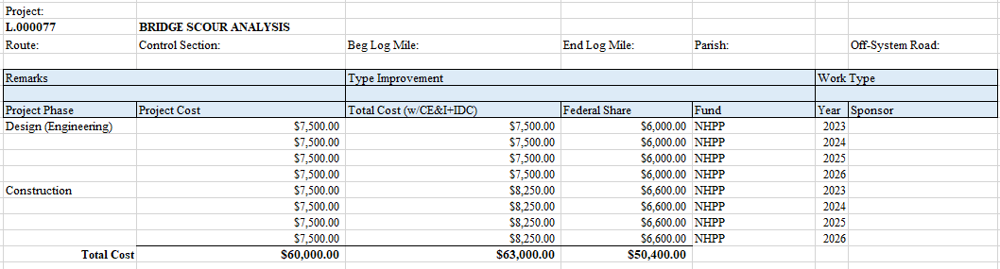 Project:
L.000077 BRIDGE SCOUR ANALYSIS
Route: Control Section: Beg Log Mile: End Log Mile: Parish: Off-System Road:
Remarks Type Improvement Work Type
Project Phase Project Cost Total Cost (w/CE&I+IDC) Federal Share Fund Year Sponsor
Design (Engineering) $7,500.00 $7,500.00 $6,000.00 NHPP 2023
$7,500.00 $7,500.00 $6,000.00 NHPP 2024
$7,500.00 $7,500.00 $6,000.00 NHPP 2025
$7,500.00 $7,500.00 $6,000.00 NHPP 2026
Construction $7,500.00 $8,250.00 $6,600.00 NHPP 2023
$7,500.00 $8,250.00 $6,600.00 NHPP 2024
$7,500.00 $8,250.00 $6,600.00 NHPP 2025
$7,500.00 $8,250.00 $6,600.00 NHPP 2026
Total Cost $60,000.00 $63,000.00 $50,400.00